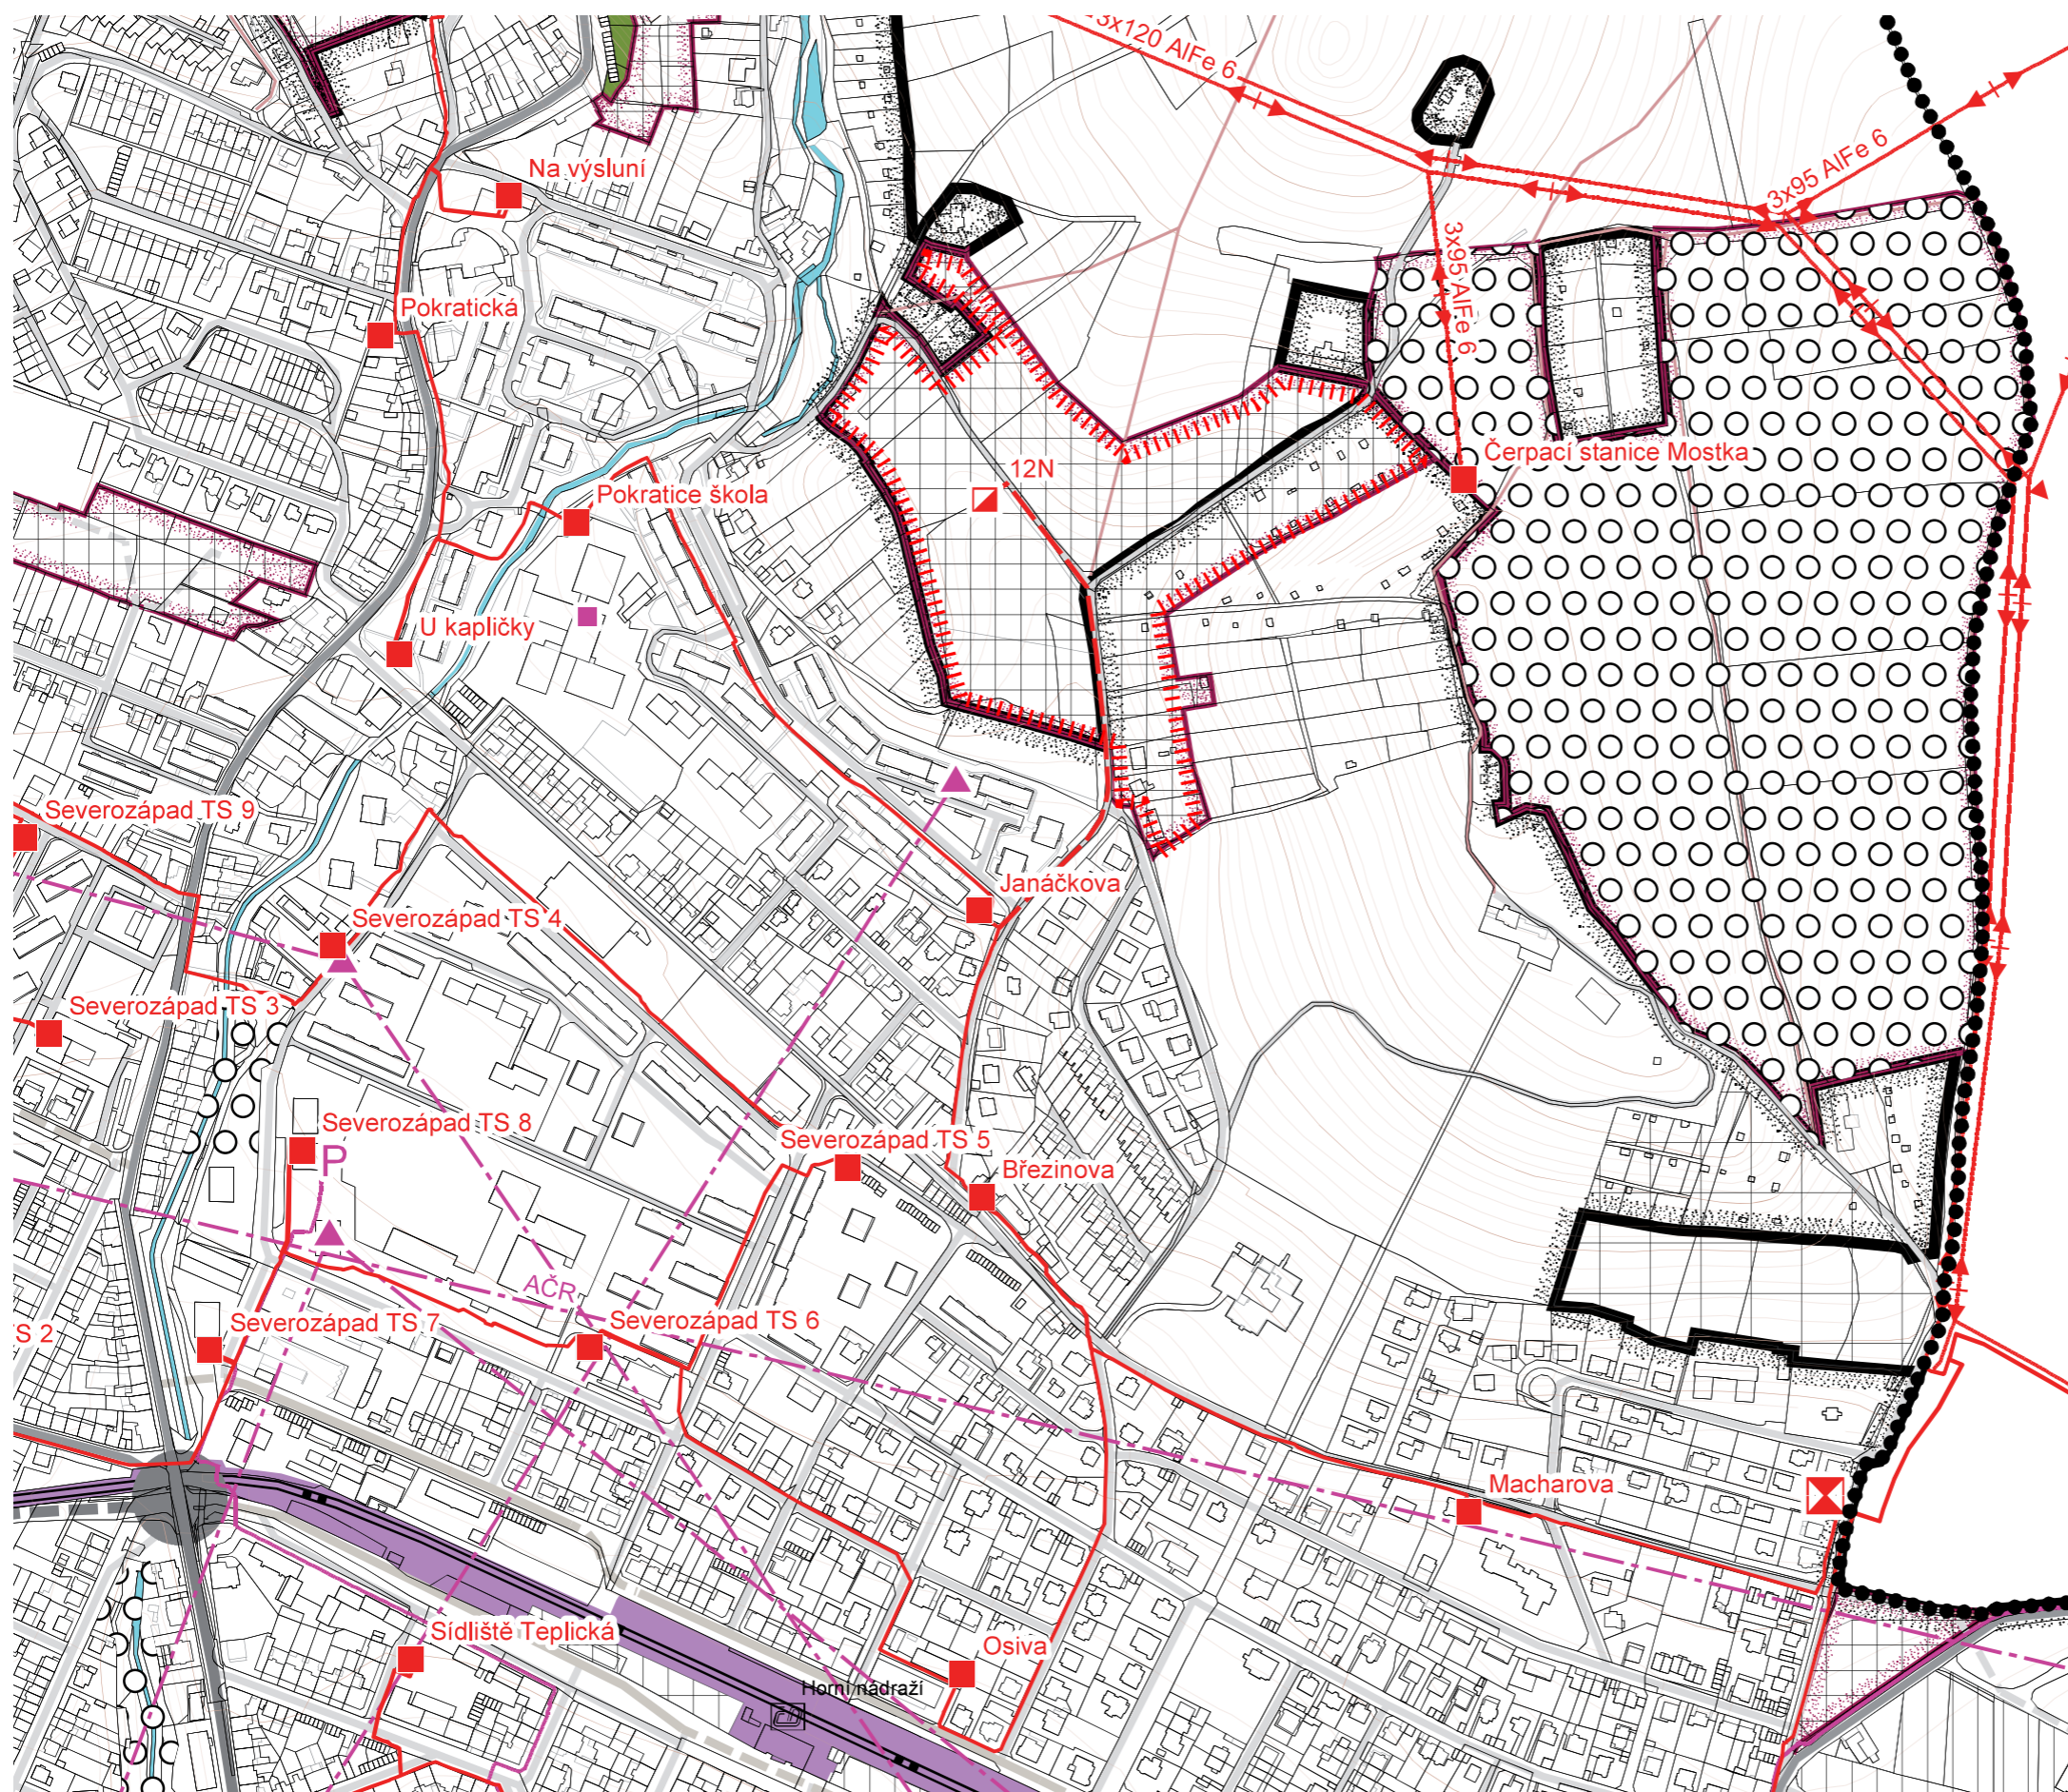 3x120 AlFe 6
3x95 AlFe 6
Na výsluní
3x95 AlFe 6
Pokratická
Čerpací stanice Mostka
12N
Pokratice škola
U kapličky
Severozápad TS 9
Janáčkova
Severozápad TS 4
Severozápad TS 3
Severozápad TS 8
P
Severozápad TS 5
Březinova
AČR
Severozápad TS 7
Severozápad TS 6
S 2
Macharova
Sídliště Teplická
Osiva
Horní nádraží